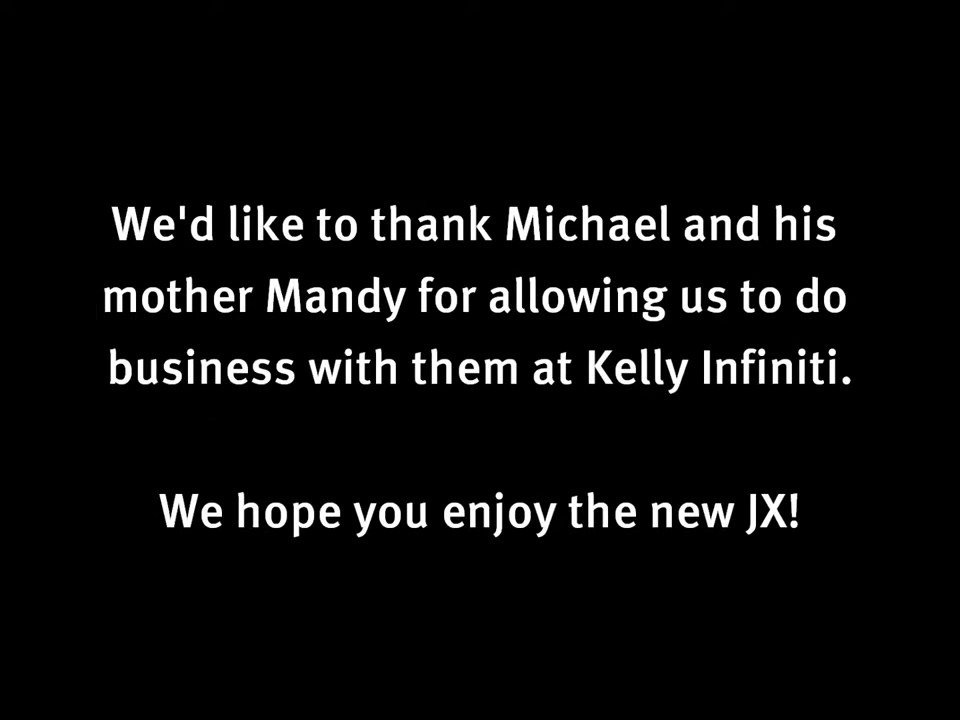 We'd like to thank Michael and his
mother Mandy for allowing us to do
business with them at Kelly Infiniti.
We hope you enjoy the new JX!